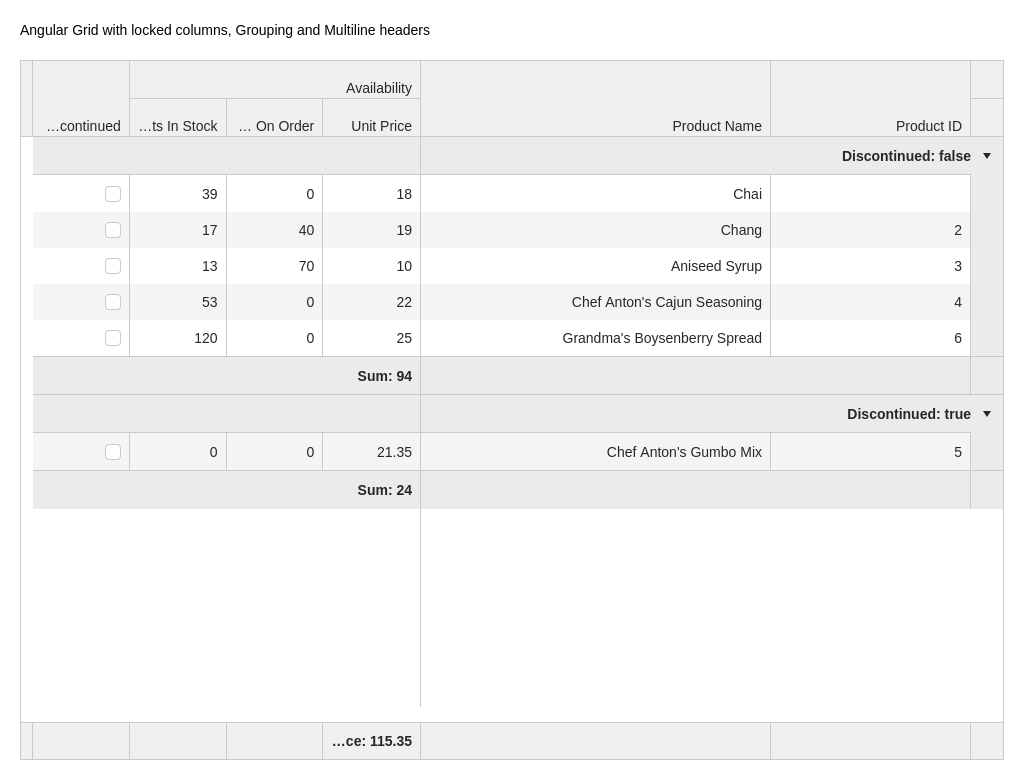 Angular Grid with locked columns, Grouping and Multiline headers
Availability
…continued …ts In Stock … On Order Unit Price Product Name Product ID
Discontinued: false
39 0 18 Chai
17 40 19 Chang 2
13 70 10 Aniseed Syrup 3
53 0 22 Chef Anton's Cajun Seasoning 4
120 0 25 Grandma's Boysenberry Spread 6
Sum: 94
Discontinued: true
0 0 21.35 Chef Anton's Gumbo Mix 5
Sum: 24
…ce: 115.35